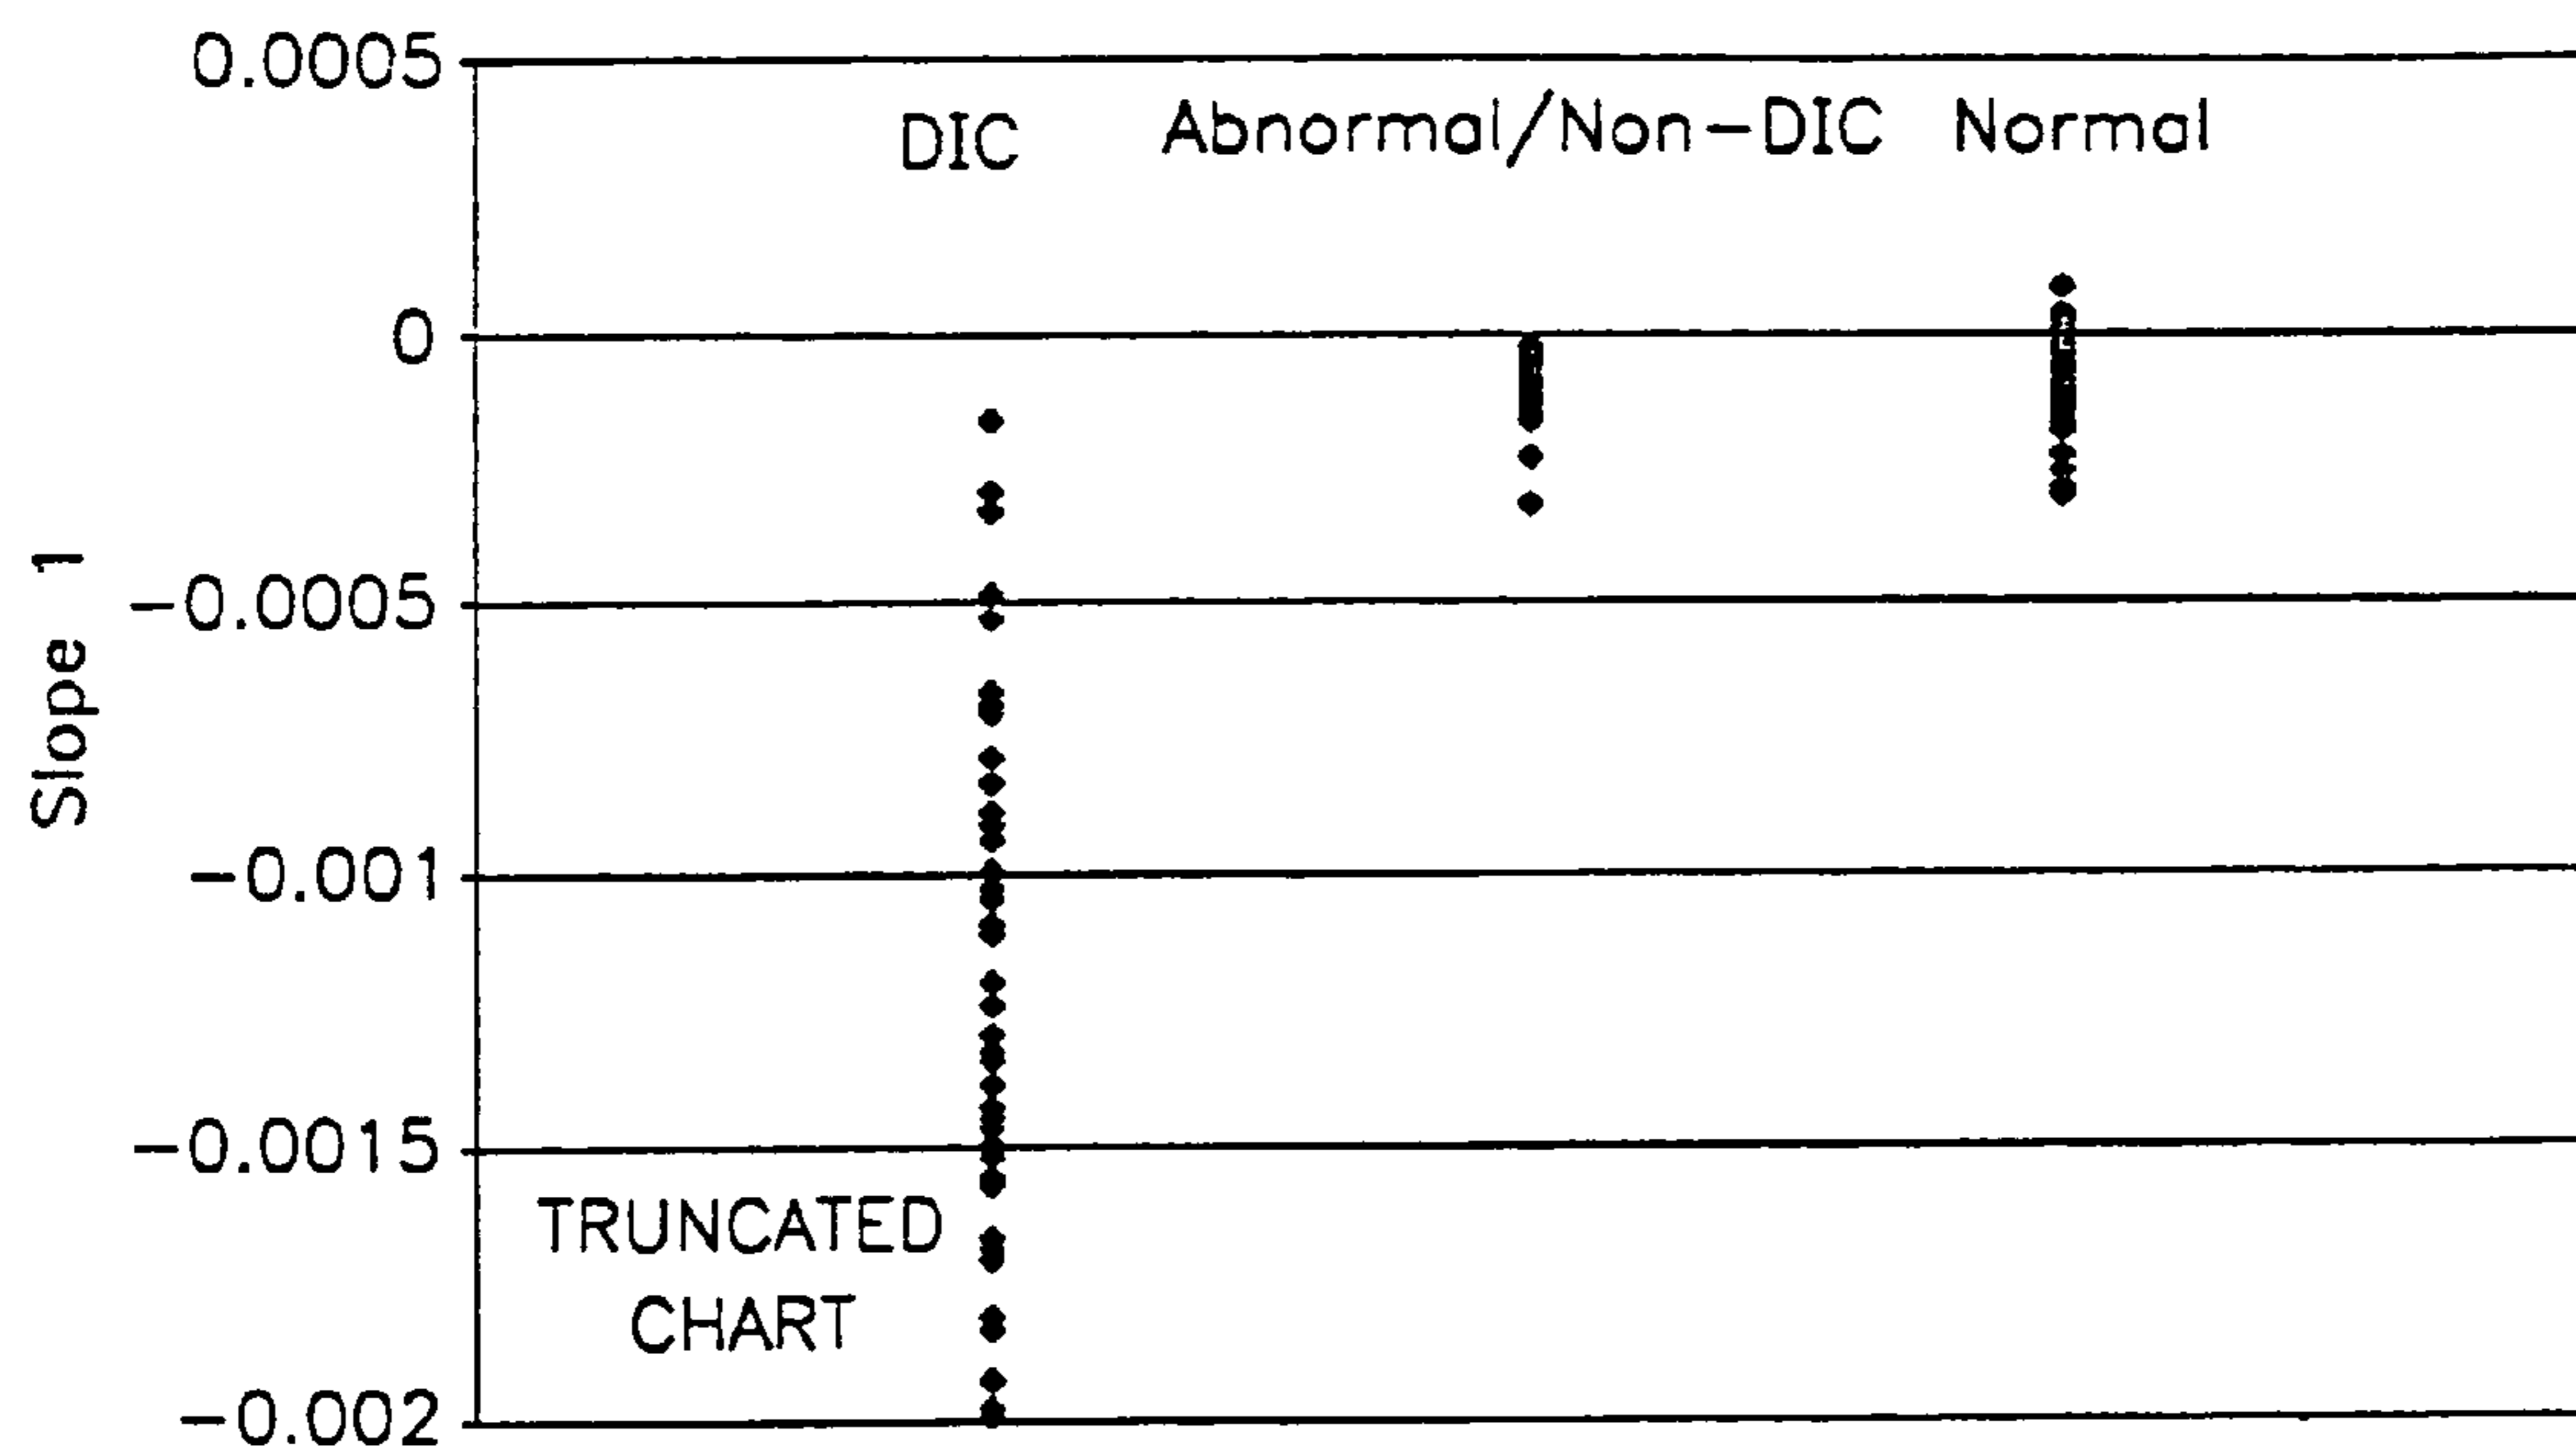 0.0005
DIC Abnormal/Non-DIC Normal
0
-0.0005
Slope 1
-0.001
-0.0015
TRUNCATED
CHART
-0.002